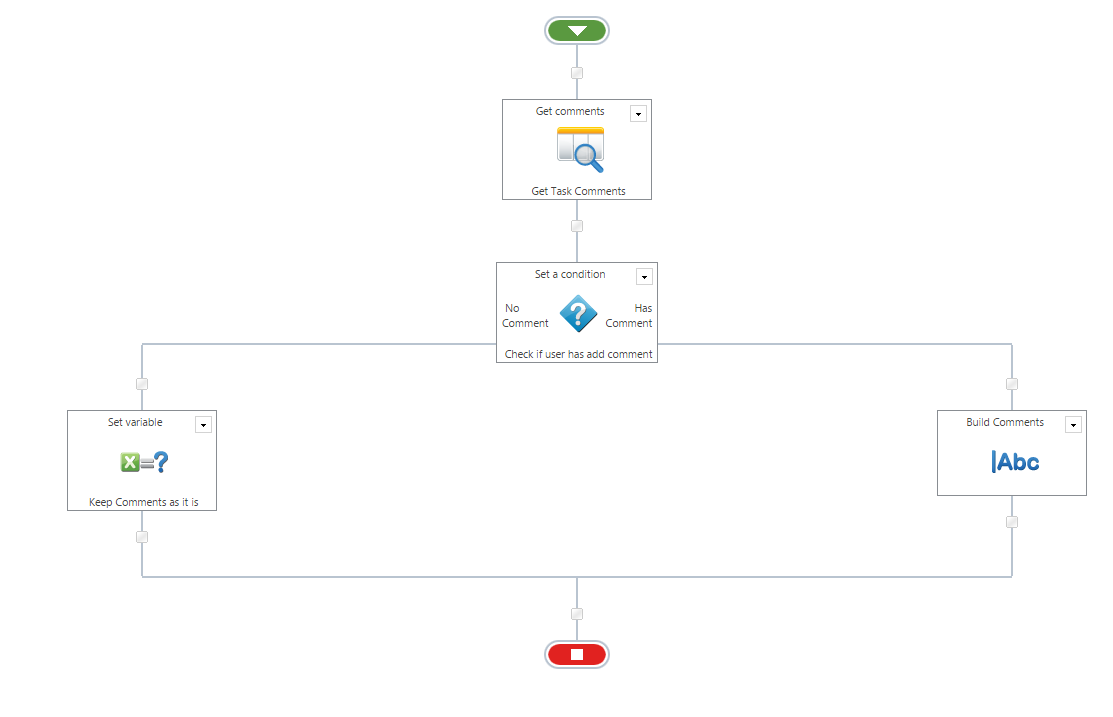 Get comments
Get Task Comments
Set a condition
No
Comment
Has
Comment
Check if user has add comment
Set variable
X=?
Keep Comments as it is
Build Comments
Abc